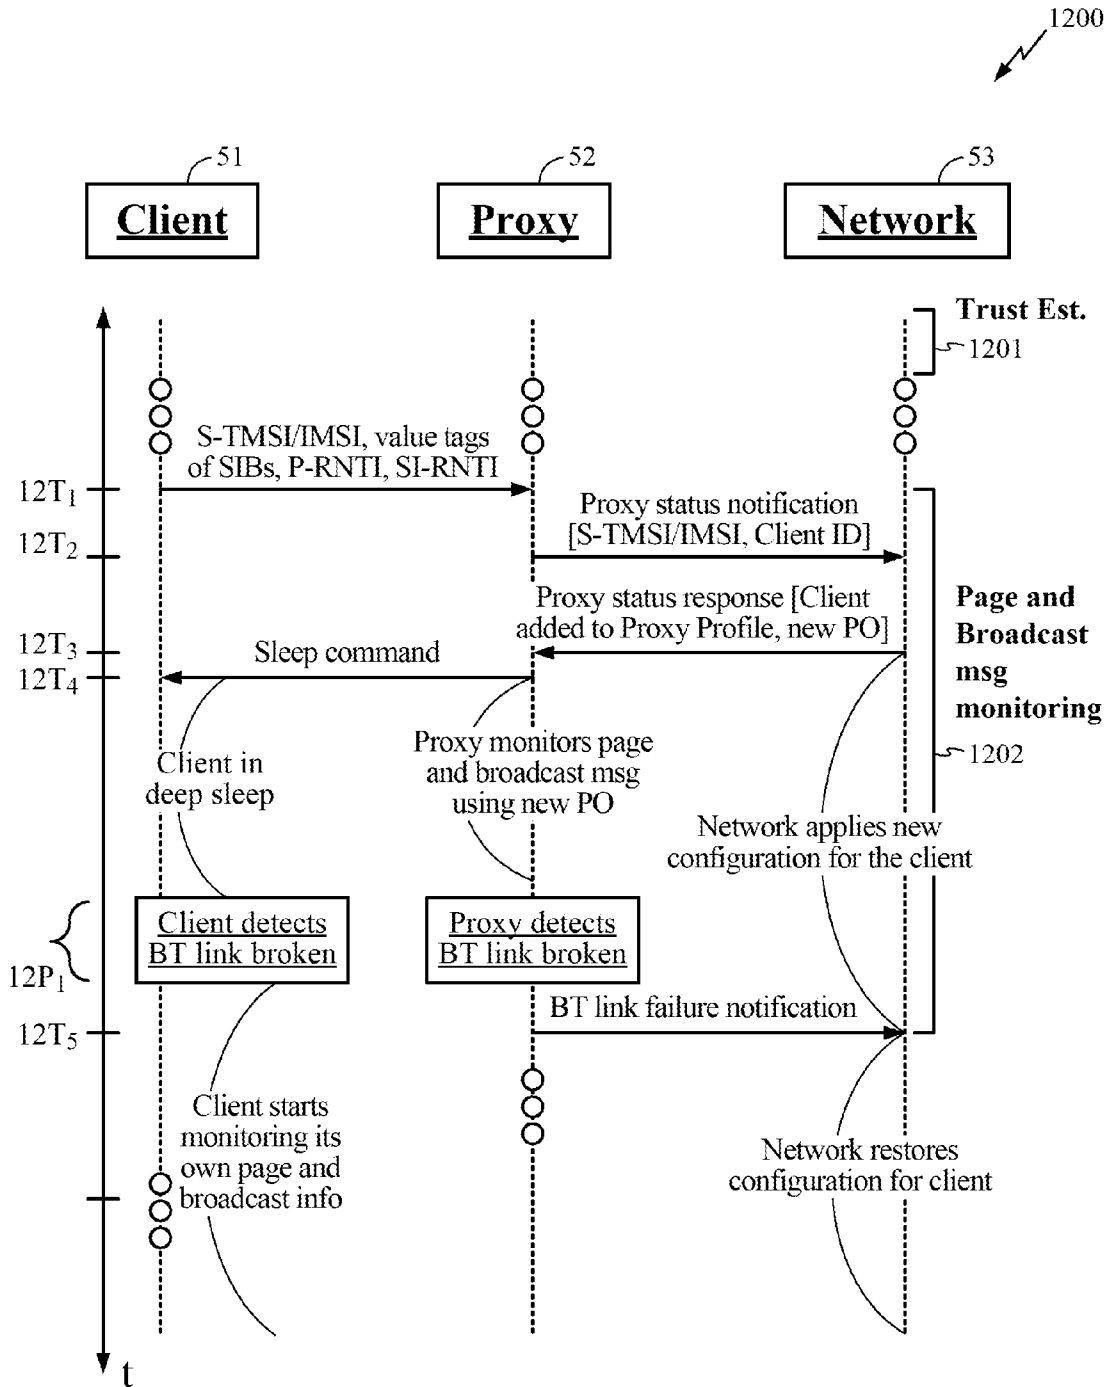 1200
51
52
53
Client
Proxy
Network
Trust Est.
1201
S-TMSI/IMSI, value tags
of SIBs, P-RNTI, SI-RNTI
12T1
Proxy status notification
[S-TMSI/IMSI, Client ID]
12T2
Proxy status response [Client
added to Proxy Profile, new PO]
12T3
Sleep command
12T4
Page and
Broadcast
msg
monitoring
1202
Client in
deep sleep
Proxy monitors page
and broadcast msg
using new PO
Network applies new
configuration for the client
Client detects
BT link broken
Proxy detects
BT link broken
12P1
BT link failure notification
12T5
Client starts
monitoring its
own page and
broadcast info
Network restores
configuration for client
t